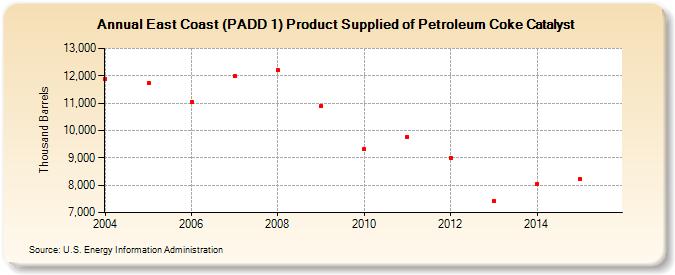 Annual East Coast (PADD 1) Product Supplied of Petroleum Coke Catalyst
Thousand Barrels
13,000
12,000
11,000
10,000
9,000
8,000
7,000
2004 2006 2008 2010 2012 2014
Source: U.S. Energy Information Administration